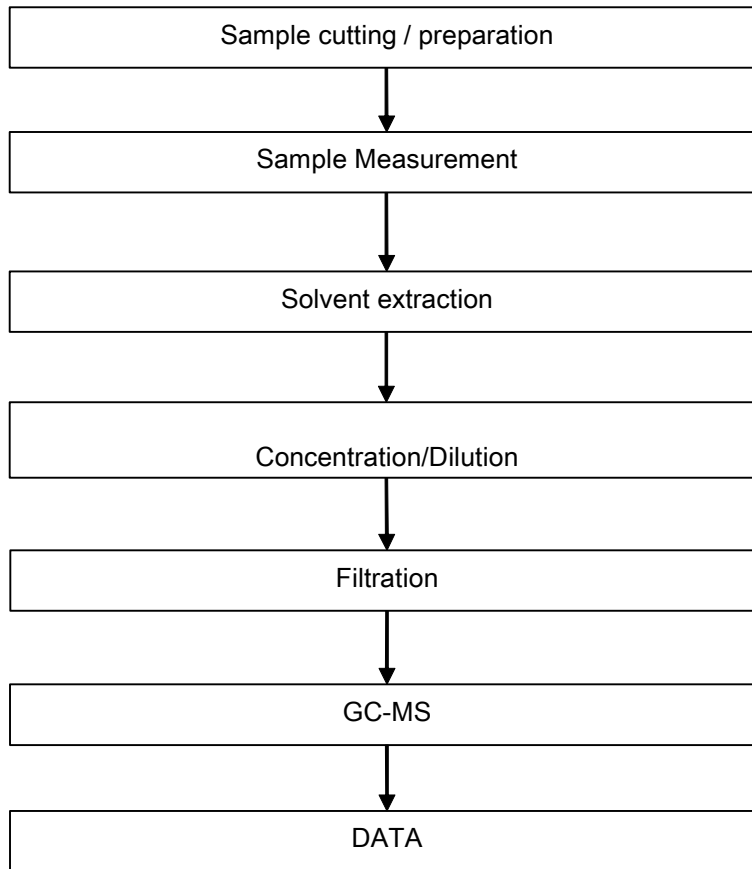 Sample cutting / preparation
Sample Measurement
Solvent extraction
Concentration/Dilution
Filtration
GC-MS
DATA